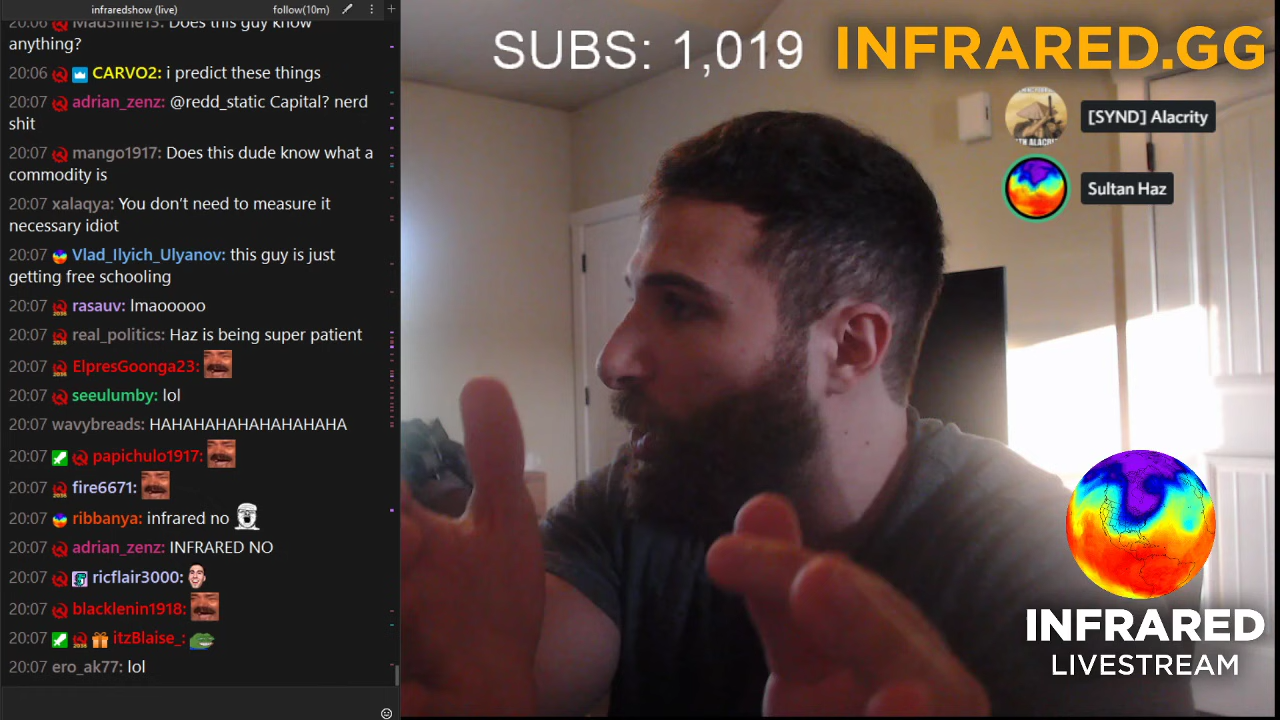 infraredshow (live)
follow(10m)
20:06 Mad3line13: Does this guy know
anything?
20:06 CARVO2: i predict these things
20:07 adrian_zenz: @redd_static Capital? nerd
shit
20:07 mango1917: Does this dude know what a
commodity is
20:07 xalaqya: You don't need to measure it
necessary idiot
20:07 Vlad_Ilyich_Ulyanov: this guy is just
getting free schooling
20:07 rasauv: lmaooooo
20:07 real_politics: Haz is being super patient
20:07 ElpresGoonga23:
20:07 seeulumby: lol
20:07 wavybreads: HAHAHAHAHAHAHAHAHA
20:07 papichulo1917:
20:07 fire6671:
20:07 ribbanya: infrared no
20:07 adrian_zenz: INFRARED NO
20:07 ricflair3000:
20:07 blacklenin1918:
20:07 itzBlaise_:
20:07 ero_ak77: lol
SUBS: 1,019
INFRARED.GG
[SYND] Alacrity
Sultan Haz
INFRARED
LIVESTREAM